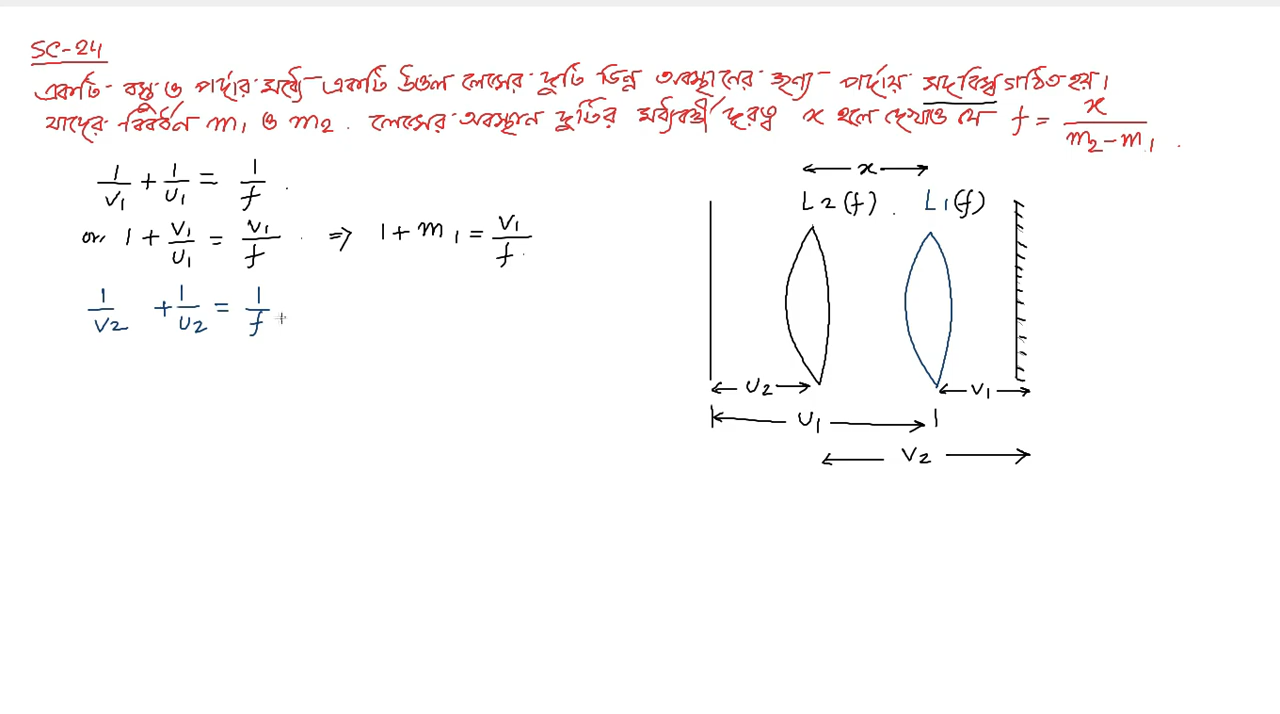 SC-24
একটি বস্তু ও পর্দার মধ্যে একটি উত্তল লেন্সের দুটি ভিন্ন অবস্থানের জন্য পর্দায় সদবিম্ব গঠিত হয়।
যাদের বিবর্ধন m₁ ও m₂. লেন্সের অবস্থান দুটির মধ্যবর্তী দূরত্ব x হলে দেখাও যে f = x/(m₂-m₁).
1/v₁ + 1/u₁ = 1/f.
or, 1 + v₁/u₁ = v₁/f. ⇒ 1 + m₁ = v₁/f.
1/v₂ + 1/u₂ = 1/f
x
L2(f). L₁(f)
u₂
v₁
u₁
v₂